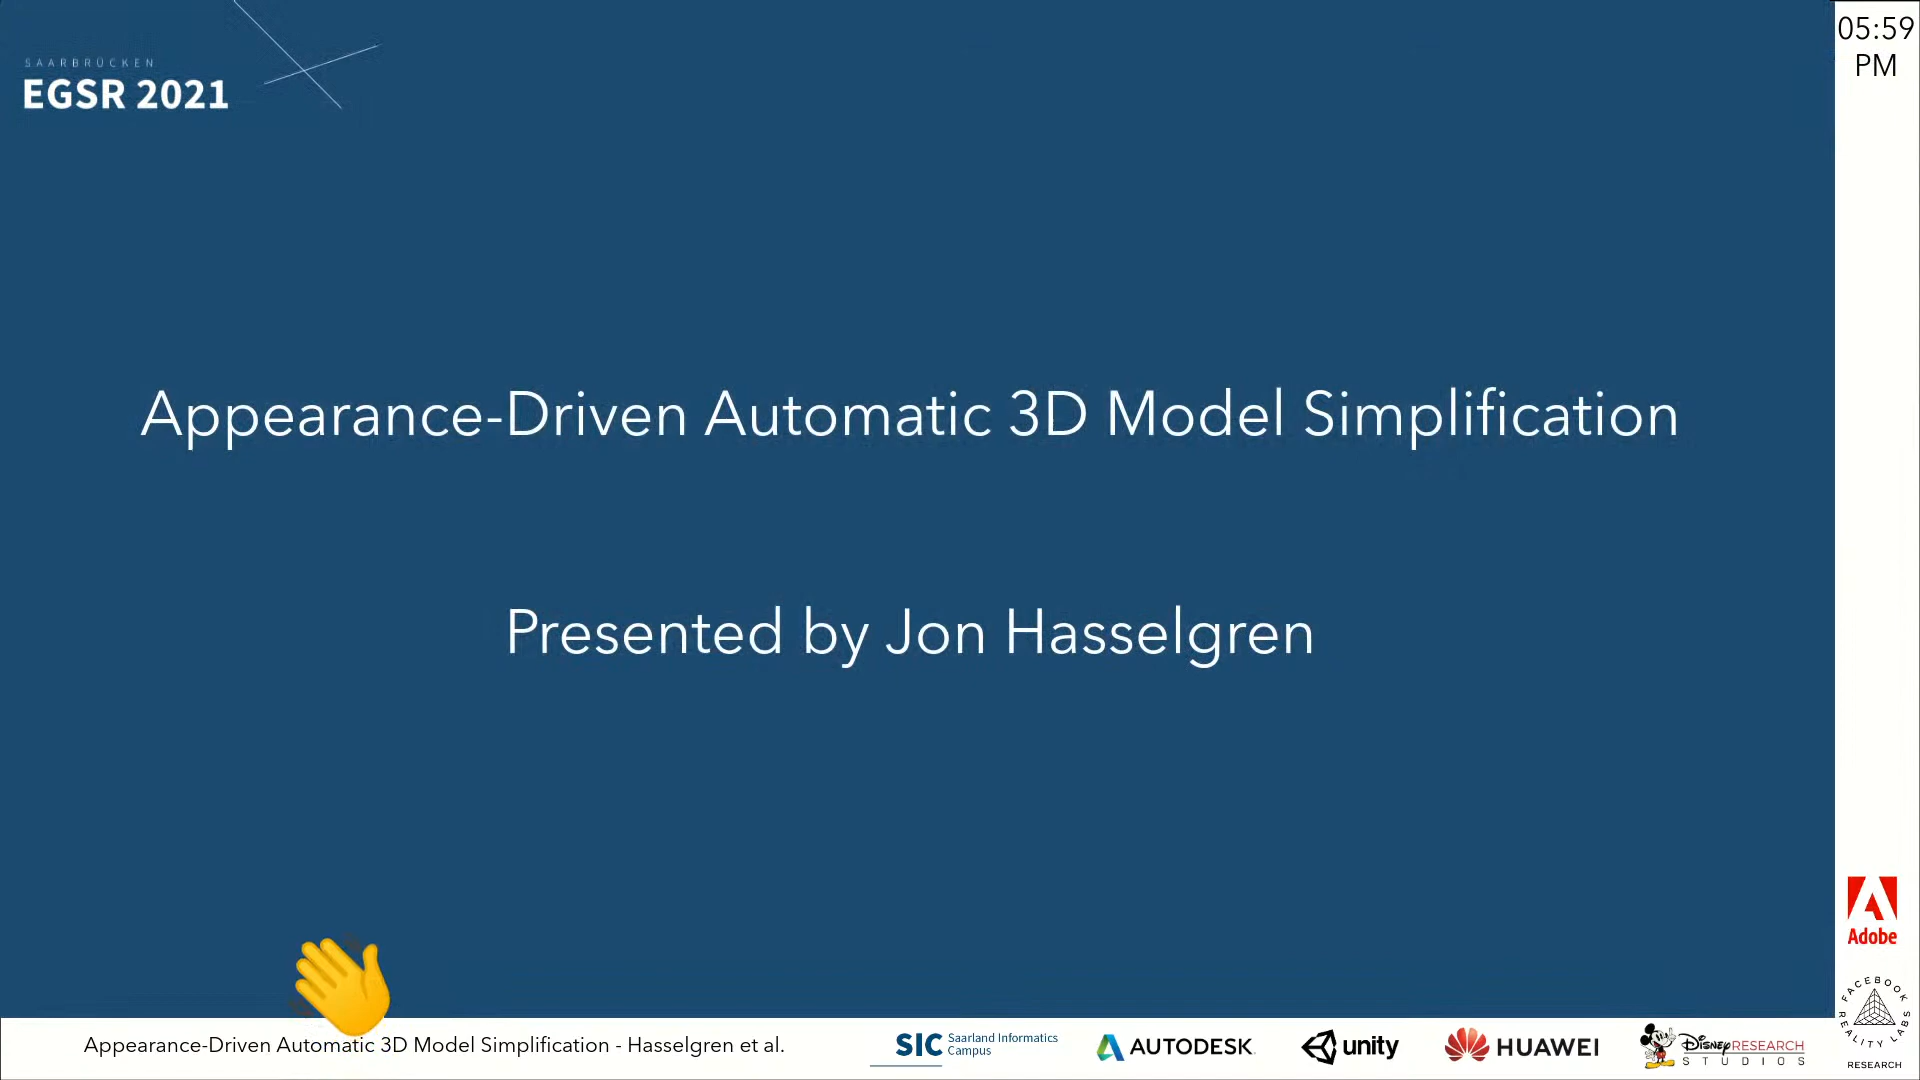 SAARBRÜCKEN
EGSR 2021
05:59
PM
Appearance-Driven Automatic 3D Model Simplification
Presented by Jon Hasselgren
Adobe
FACEBOOK
REALITY LABS
RESEARCH
Appearance-Driven Automatic 3D Model Simplification - Hasselgren et al.
SIC Saarland Informatics
Campus
AUTODESK
unity
HUAWEI
Disney RESEARCH
STUDIOS